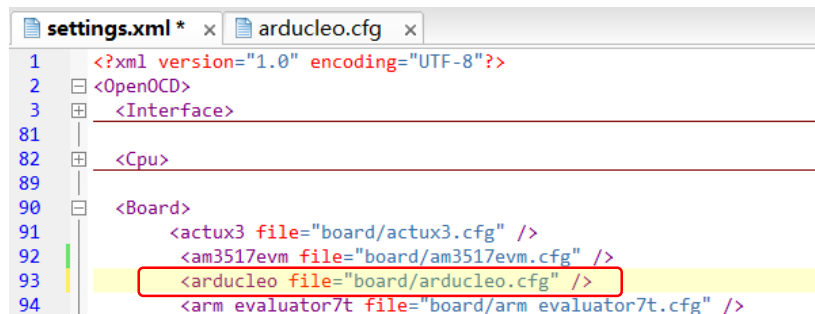 settings.xml * × arducleo.cfg ×
1 <?xml version="1.0" encoding="UTF-8"?>
2 <OpenOCD>
3 <Interface>
81
82 <Cpu>
89
90 <Board>
91 <actux3 file="board/actux3.cfg" />
92 <am3517evm file="board/am3517evm.cfg" />
93 <arducleo file="board/arducleo.cfg" />
94 <arm_evaluator7t file="board/arm_evaluator7t.cfg" />